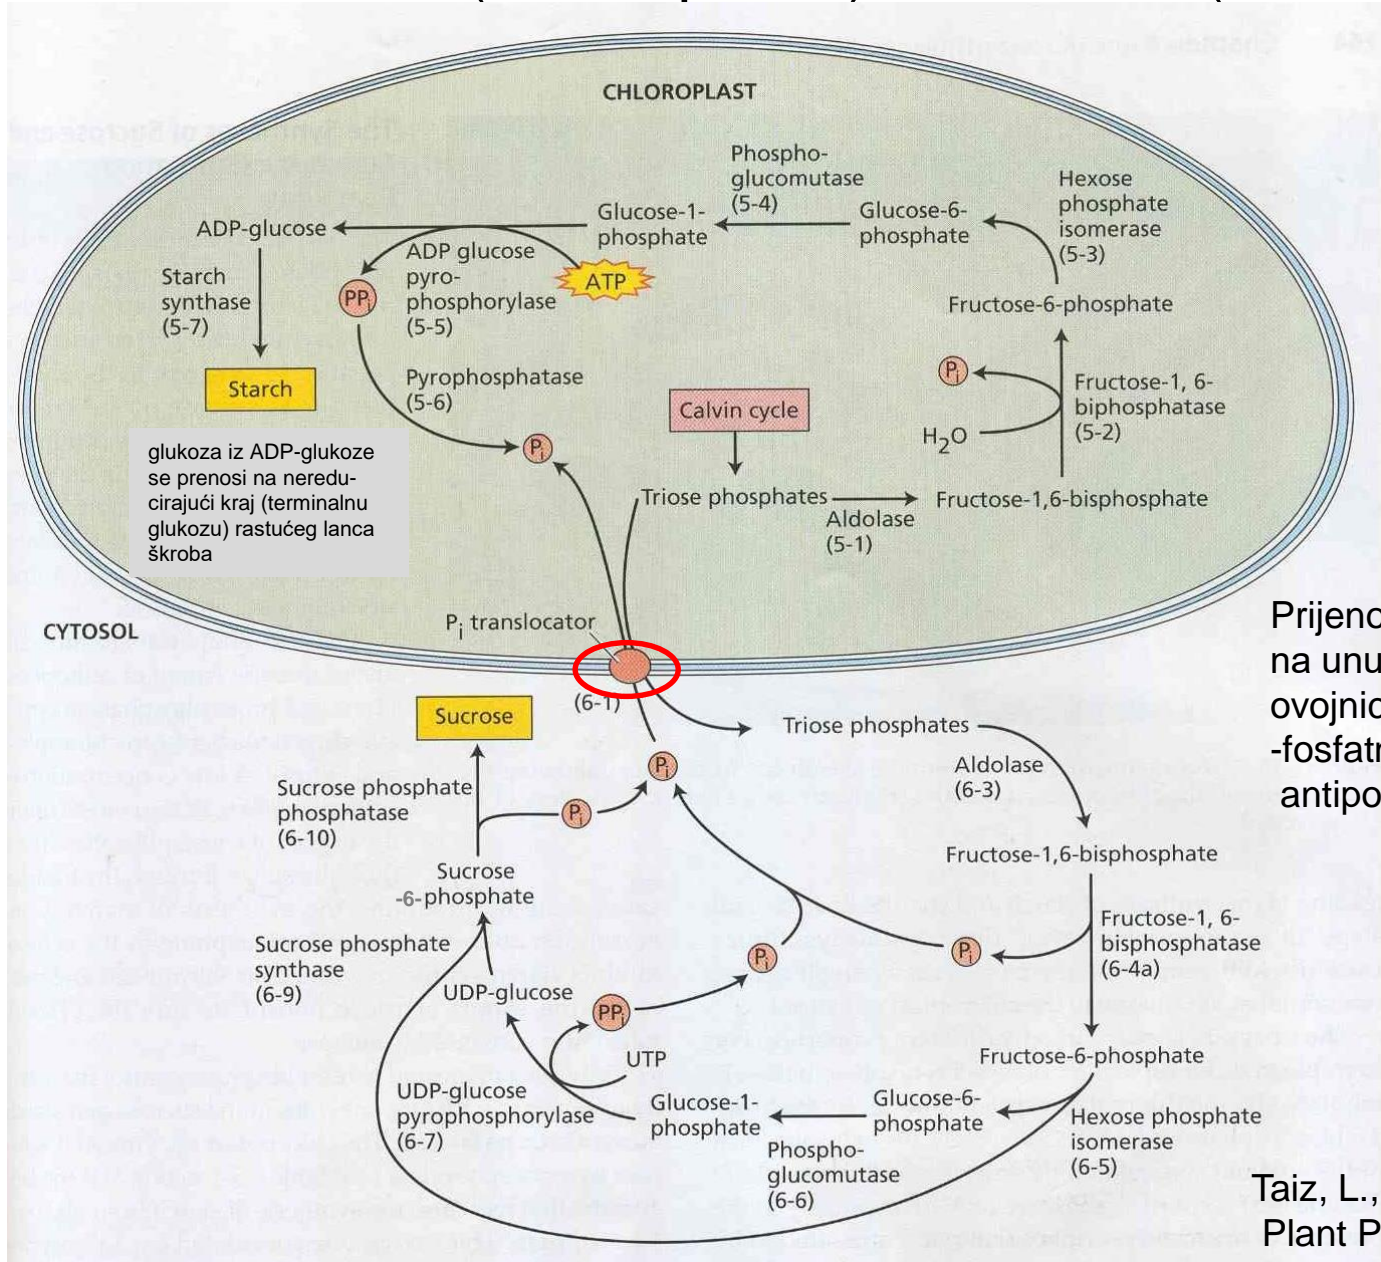 CHLOROPLAST
Phospho-
glucomutase
(5-4)
Hexose
phosphate
isomerase
(5-3)
ADP-glucose
Glucose-1-
phosphate
Glucose-6-
phosphate
ADP glucose
pyro-
phosphorylase
(5-5)
ATP
Starch
synthase
(5-7)
PPi
Fructose-6-phosphate
Starch
Pyrophosphatase
(5-6)
Pi
Fructose-1, 6-
biphosphatase
(5-2)
Calvin cycle
H2O
Pi
glukoza iz ADP-glukoze
se prenosi na neredu-
cirajući kraj (terminalnu
glukozu) rastućeg lanca
škroba
Triose phosphates
Aldolase
(5-1)
Fructose-1,6-bisphosphate
CYTOSOL
Pi translocator
(6-1)
na unu
-fosfatr
antipo
Sucrose
Triose phosphates
Pi
Aldolase
(6-3)
Sucrose phosphate
phosphatase
(6-10)
Pi
Fructose-1,6-bisphosphate
Sucrose
-6-phosphate
Fructose-1, 6-
bisphosphatase
(6-4a)
Sucrose phosphate
synthase
(6-9)
Pi
Pi
UDP-glucose
PPi
UTP
Fructose-6-phosphate
UDP-glucose
pyrophosphorylase
(6-7)
Glucose-1-
phosphate
Glucose-6-
phosphate
Hexose phosphate
isomerase
(6-5)
Phospho-
glucomutase
(6-6)
Taiz, L.,
Plant P